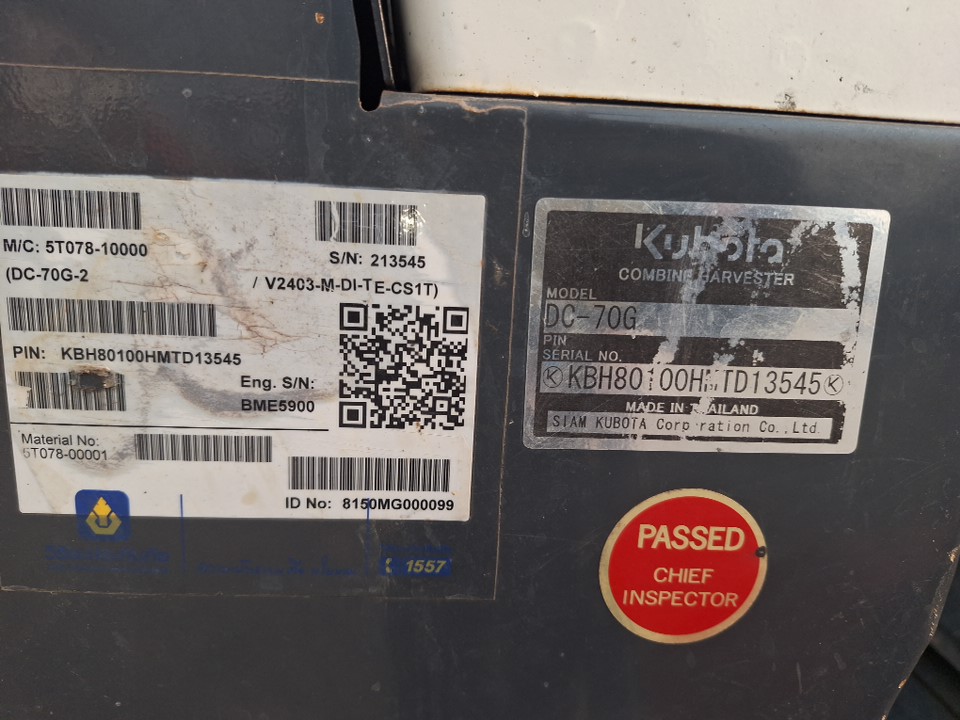 M/C: 5T078-10000
S/N: 213545
(DC-70G-2
/ V2403-M-DI-TE-CS1T)
PIN: KBH80100HMTD13545
Eng. S/N:
BME5900
Material No:
5T078-00001
ID No: 8150MG000099
1557
Kubota
COMBINE HARVESTER
MODEL
DC-70G
PIN
SERIAL NO.
KBH80100HMTD13545
MADE IN THAILAND
SIAM KUBOTA Corporation Co.,Ltd.
PASSED
CHIEF
INSPECTOR